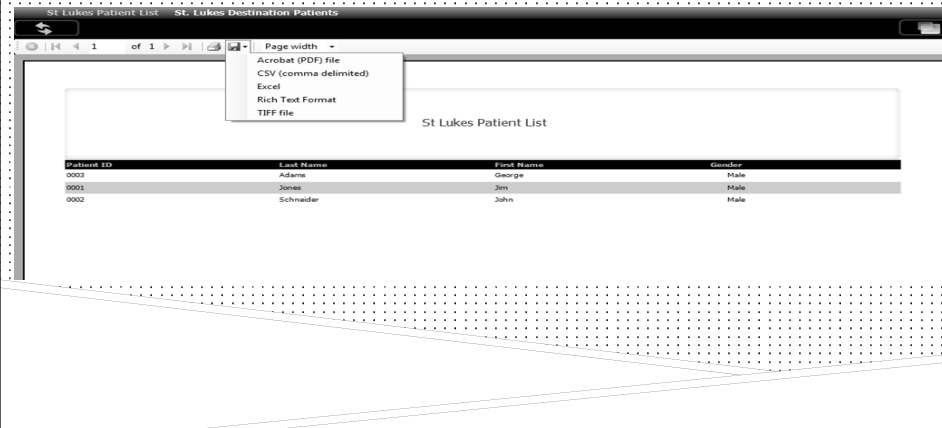 St Lukes Patient List St. Lukes Destination Patients
1 of 1 Page width
Acrobat (PDF) file
CSV (comma delimited)
Excel
Rich Text Format
TIFF file
St Lukes Patient List
Patient ID Last Name First Name Gender
0003 Adams George Male
0001 Jones Jim Male
0002 Schneider John Male